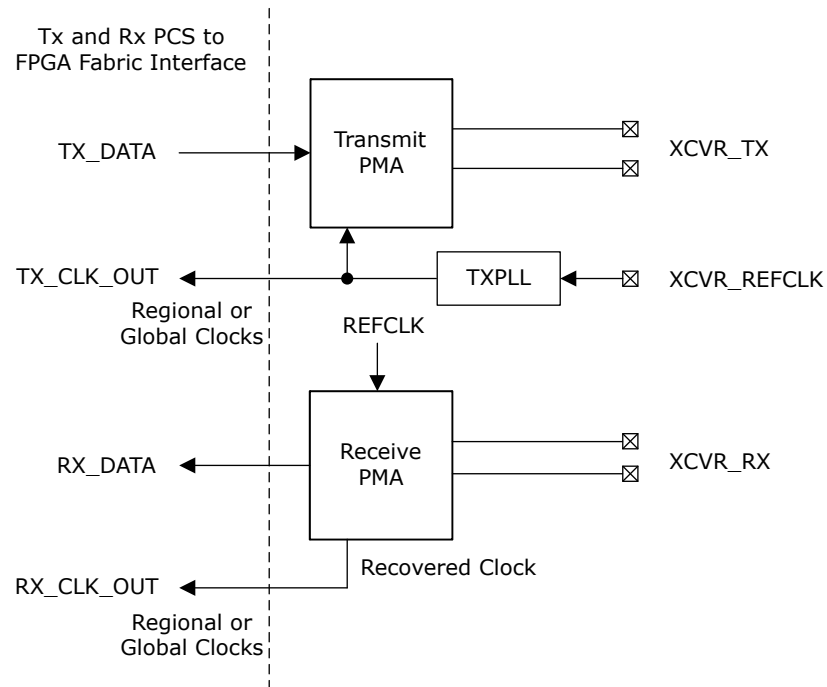 Tx and Rx PCS to
FPGA Fabric Interface
TX_DATA
Transmit
PMA
XCVR_TX
TX_CLK_OUT
TXPLL
XCVR_REFCLK
Regional or
Global Clocks
REFCLK
RX_DATA
Receive
PMA
XCVR_RX
Recovered Clock
RX_CLK_OUT
Regional or
Global Clocks